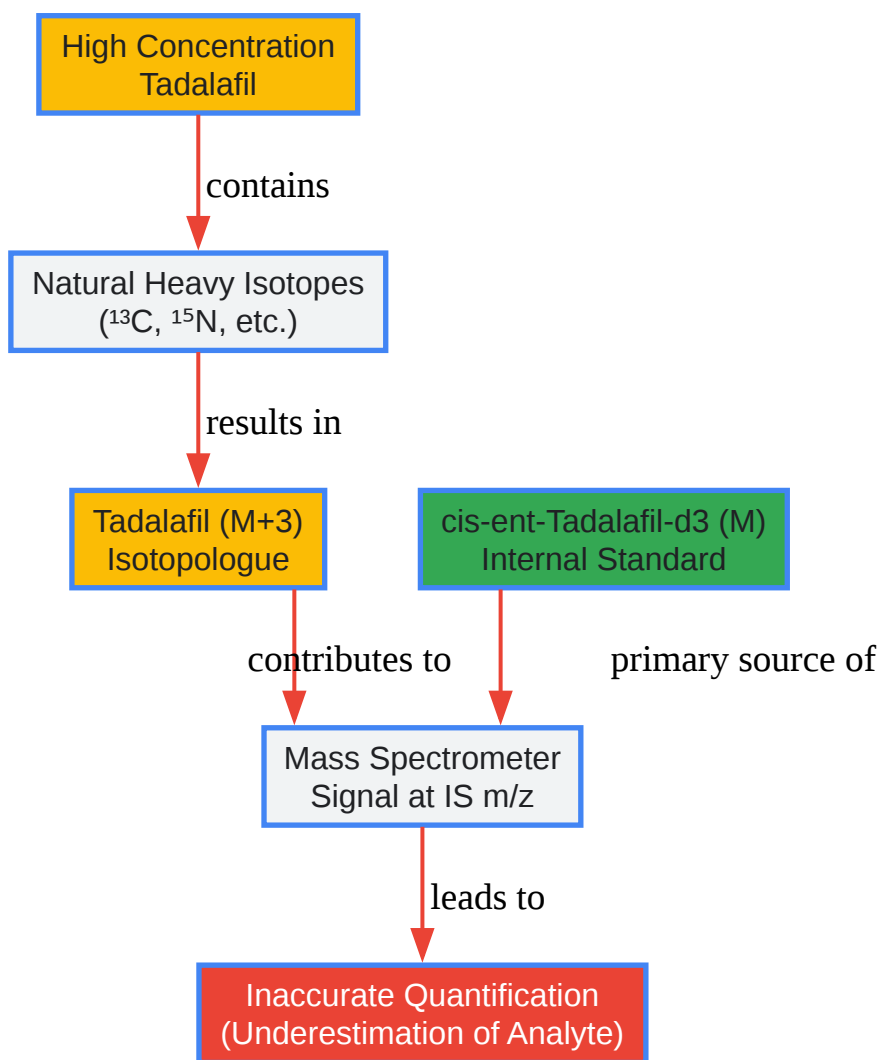 High Concentration
Tadalafil
contains
Natural Heavy Isotopes
(¹³C, ¹⁵N, etc.)
results in
Tadalafil (M+3)
Isotopologue
cis-ent-Tadalafil-d3 (M)
Internal Standard
contributes to
primary source of
Mass Spectrometer
Signal at IS m/z
leads to
Inaccurate Quantification
(Underestimation of Analyte)